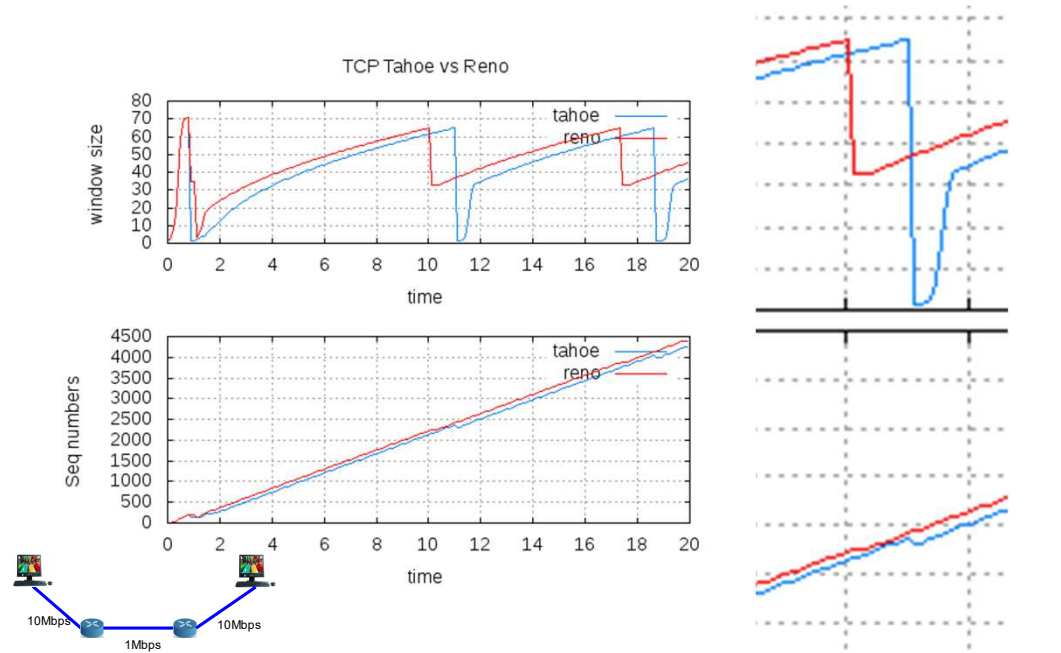 TCP Tahoe vs Reno
80
70
60
50
40
30
20
10
0
window size
tahoe
reno
0 2 4 6 8 10 12 14 16 18 20
time
4500
4000
3500
3000
2500
2000
1500
1000
500
0
Seq numbers
tahoe
reno
0 2 4 6 8 10 12 14 16 18 20
time
10Mbps
1Mbps
10Mbps